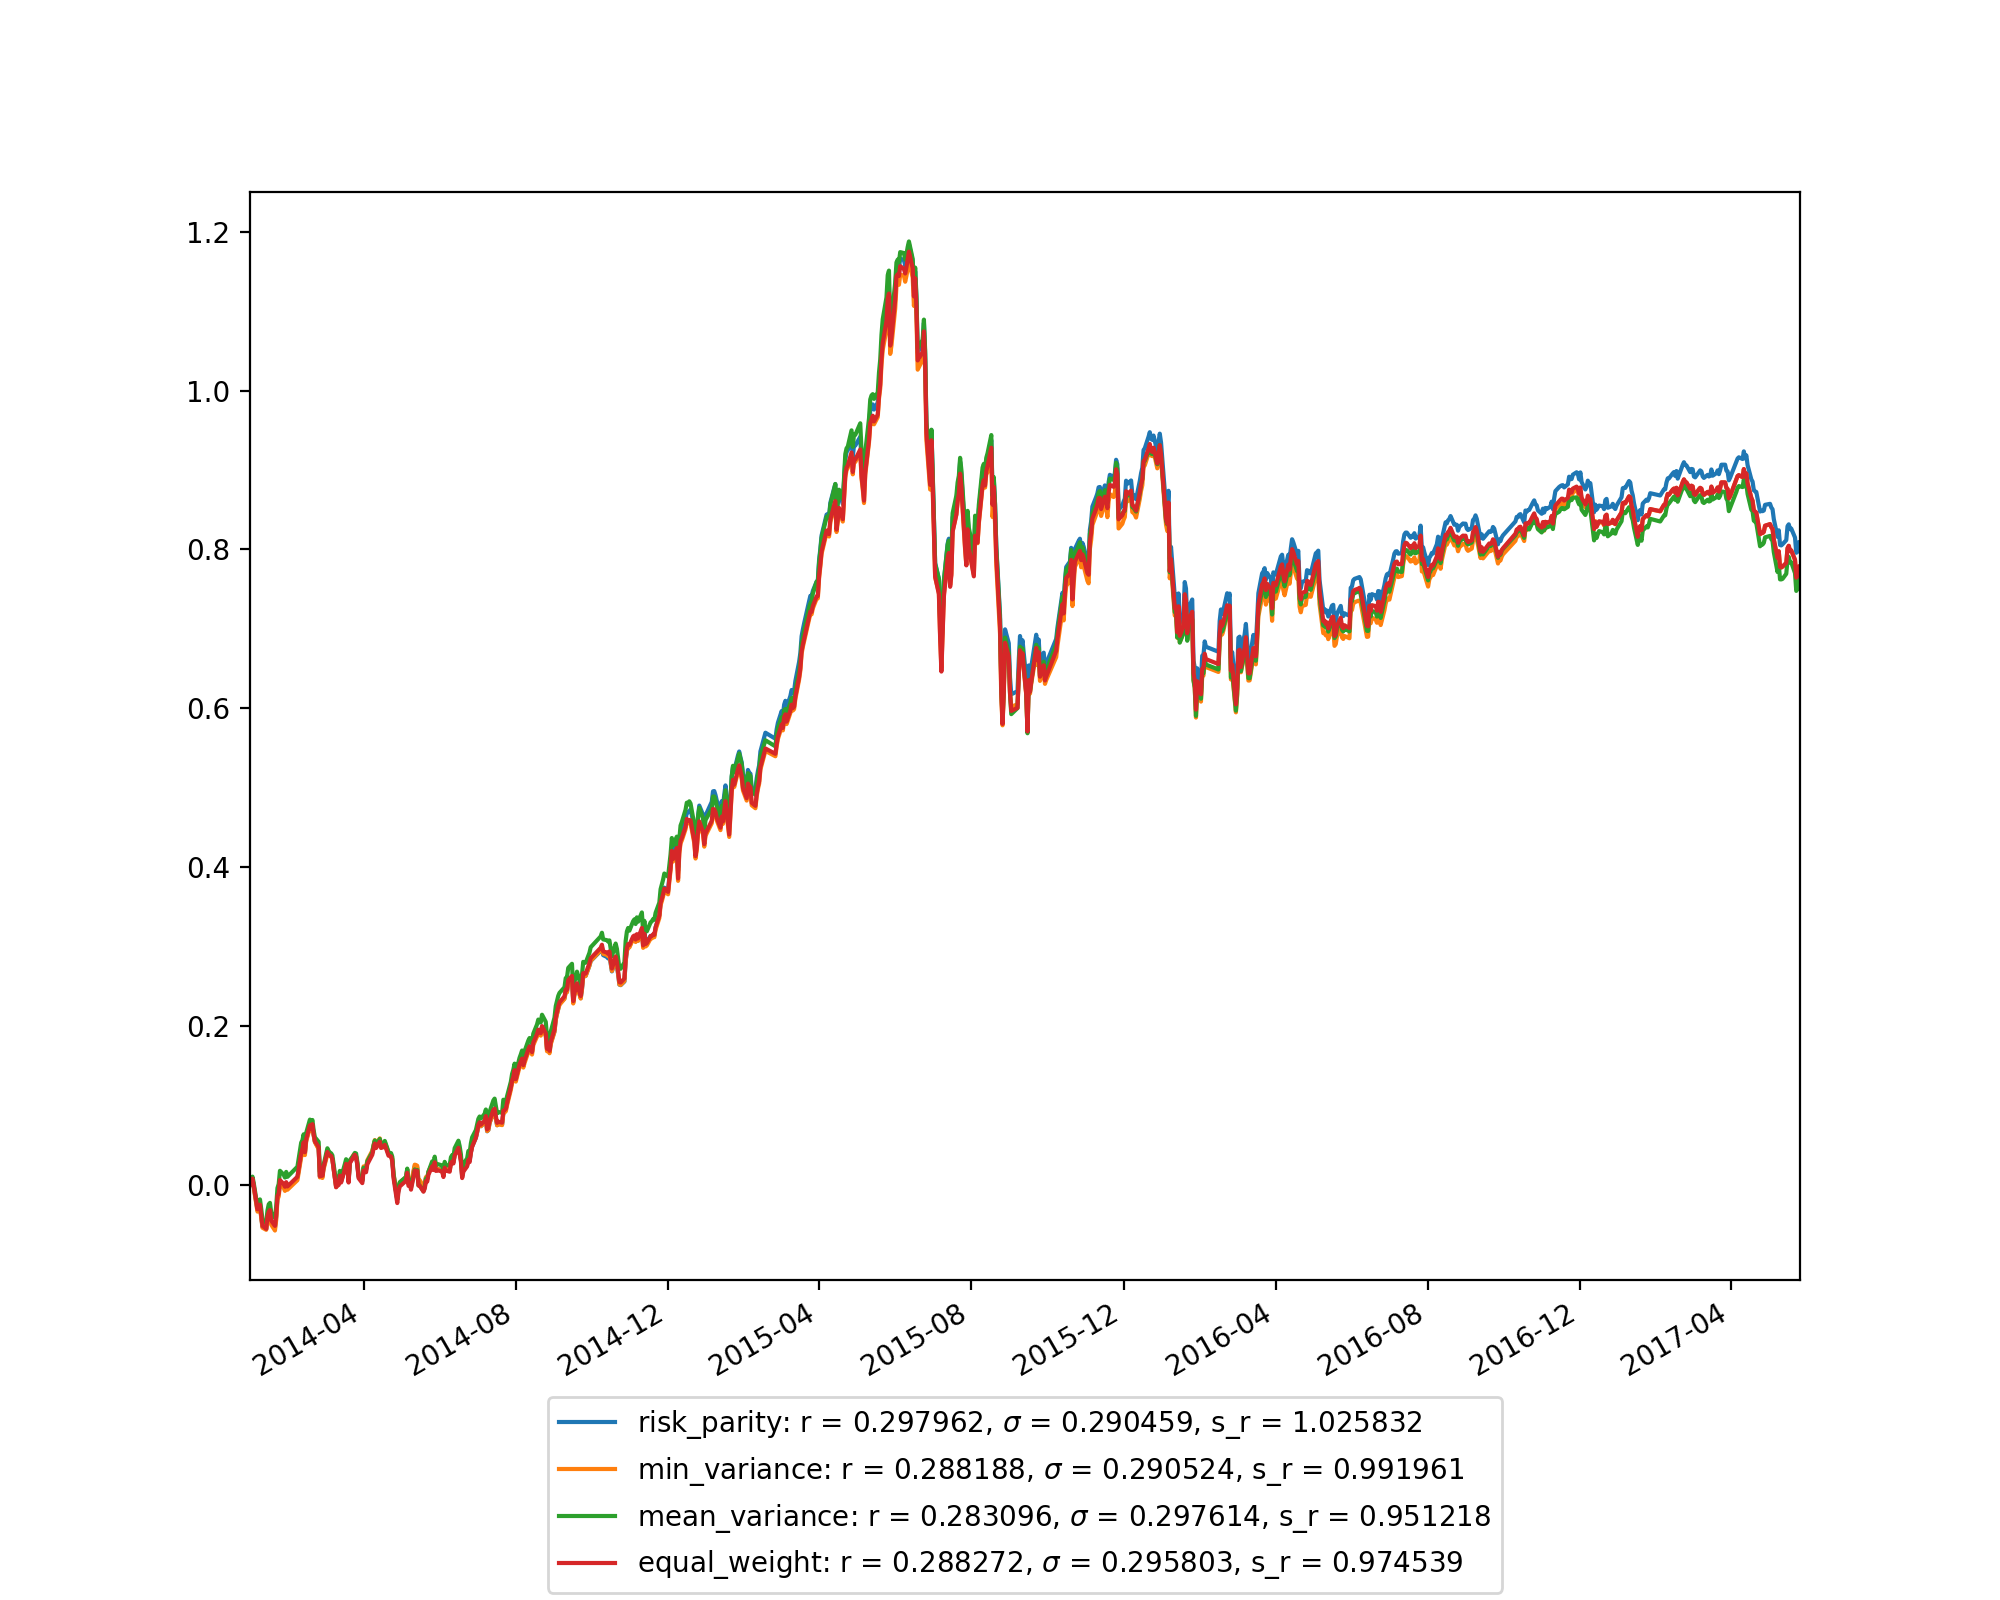 1.2
1.0
0.8
0.6
0.4
0.2
0.0
2014-04 2014-08 2014-12 2015-04 2015-08 2015-12 2016-04 2016-08 2016-12 2017-04
risk_parity: r = 0.297962, σ = 0.290459, s_r = 1.025832
min_variance: r = 0.288188, σ = 0.290524, s_r = 0.991961
mean_variance: r = 0.283096, σ = 0.297614, s_r = 0.951218
equal_weight: r = 0.288272, σ = 0.295803, s_r = 0.974539